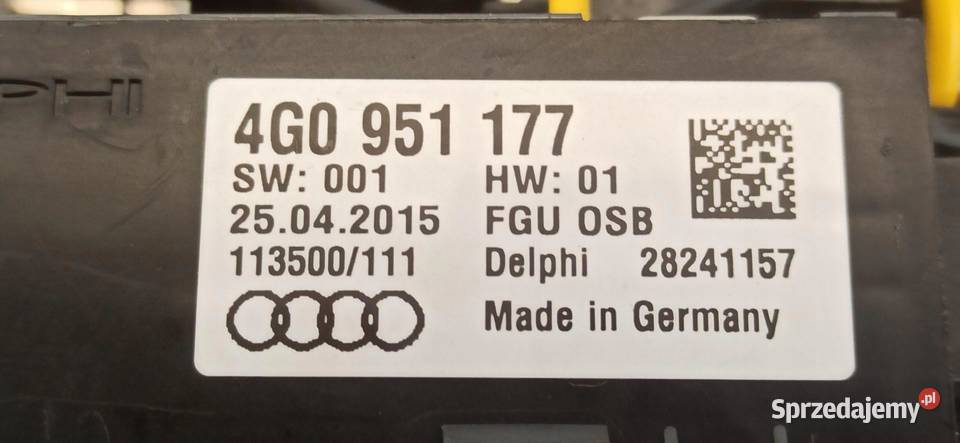 PHI
4G0 951 177
SW: 001 HW: 01
25.04.2015 FGU OSB
113500/111 Delphi 28241157
Made in Germany
Sprzedajemy.pl